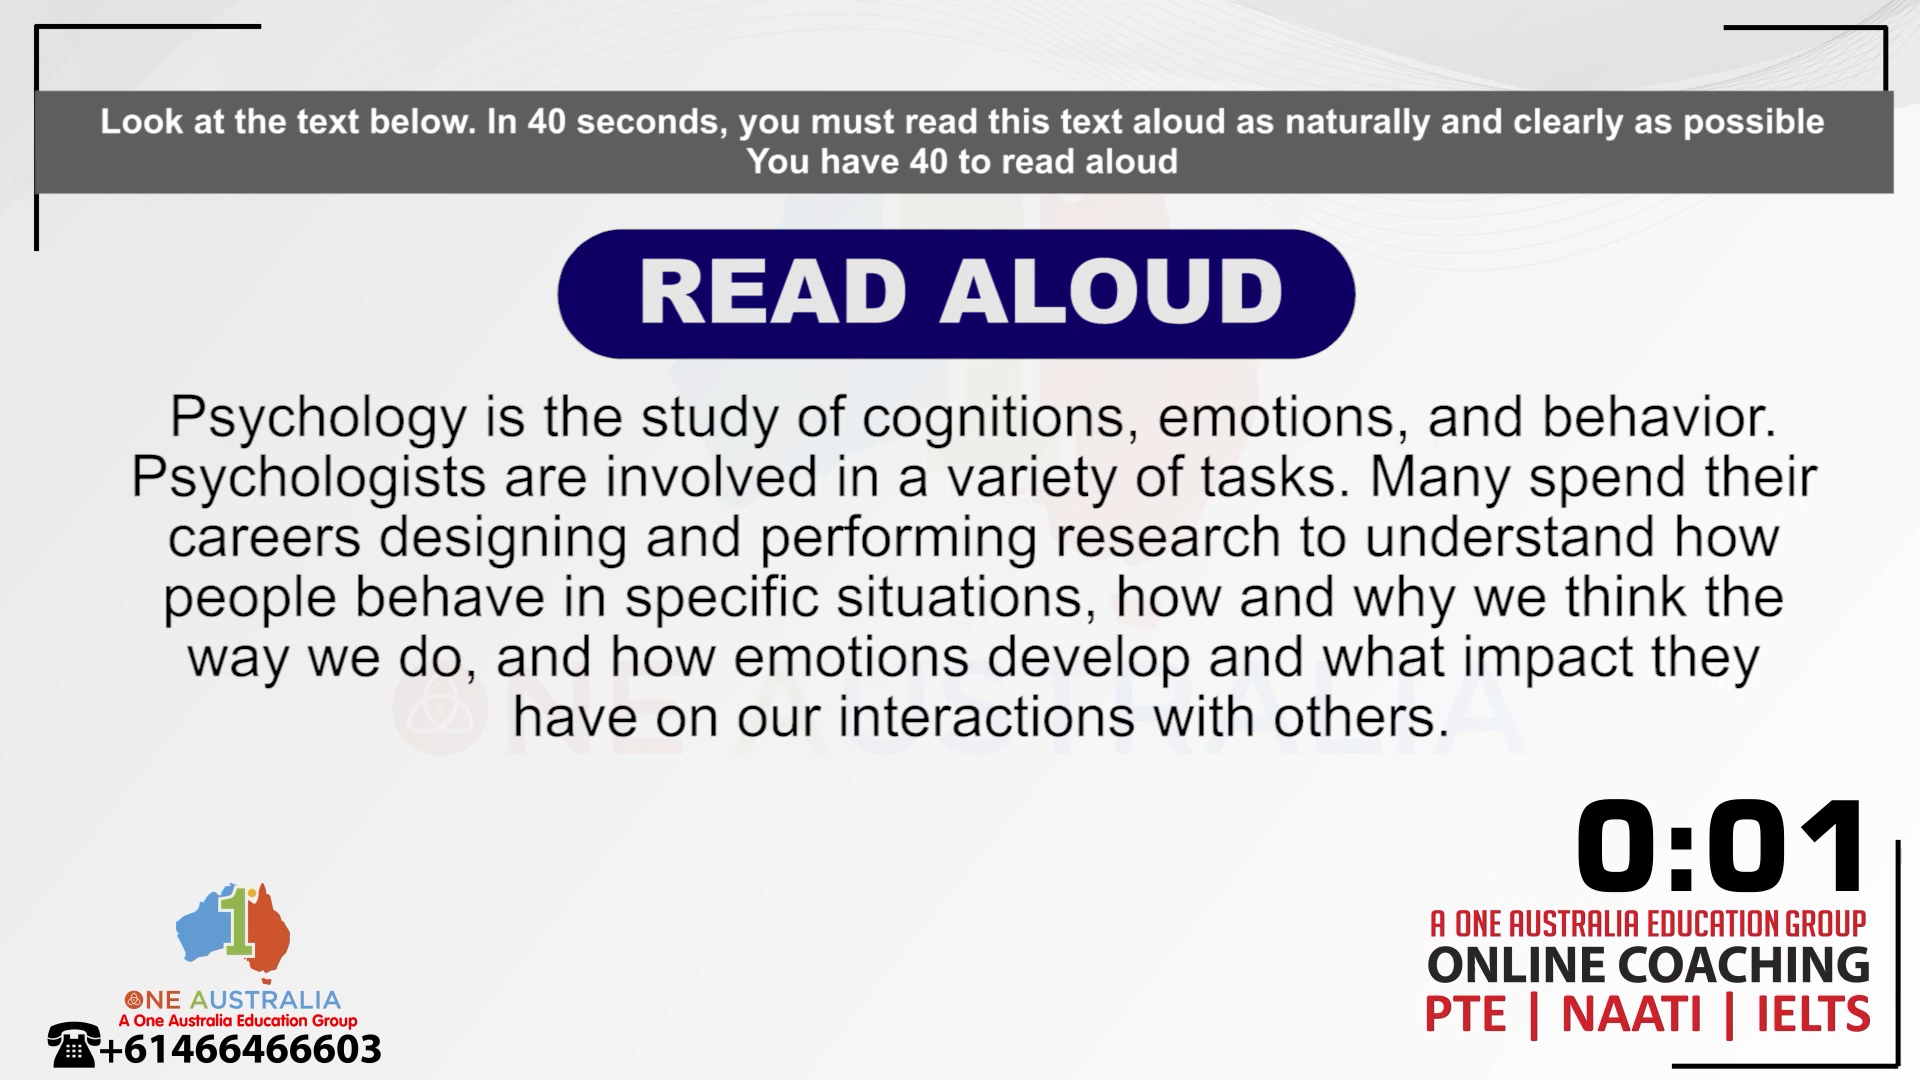 Look at the text below. In 40 seconds, you must read this text aloud as naturally and clearly as possible
You have 40 to read aloud
READ ALOUD
Psychology is the study of cognitions, emotions, and behavior.
Psychologists are involved in a variety of tasks. Many spend their
careers designing and performing research to understand how
people behave in specific situations, how and why we think the
way we do, and how emotions develop and what impact they
have on our interactions with others.
ONE AUSTRALIA
0:01
A ONE AUSTRALIA EDUCATION GROUP
ONLINE COACHING
PTE | NAATI | IELTS
1
ONE AUSTRALIA
A One Australia Education Group
+61466466603